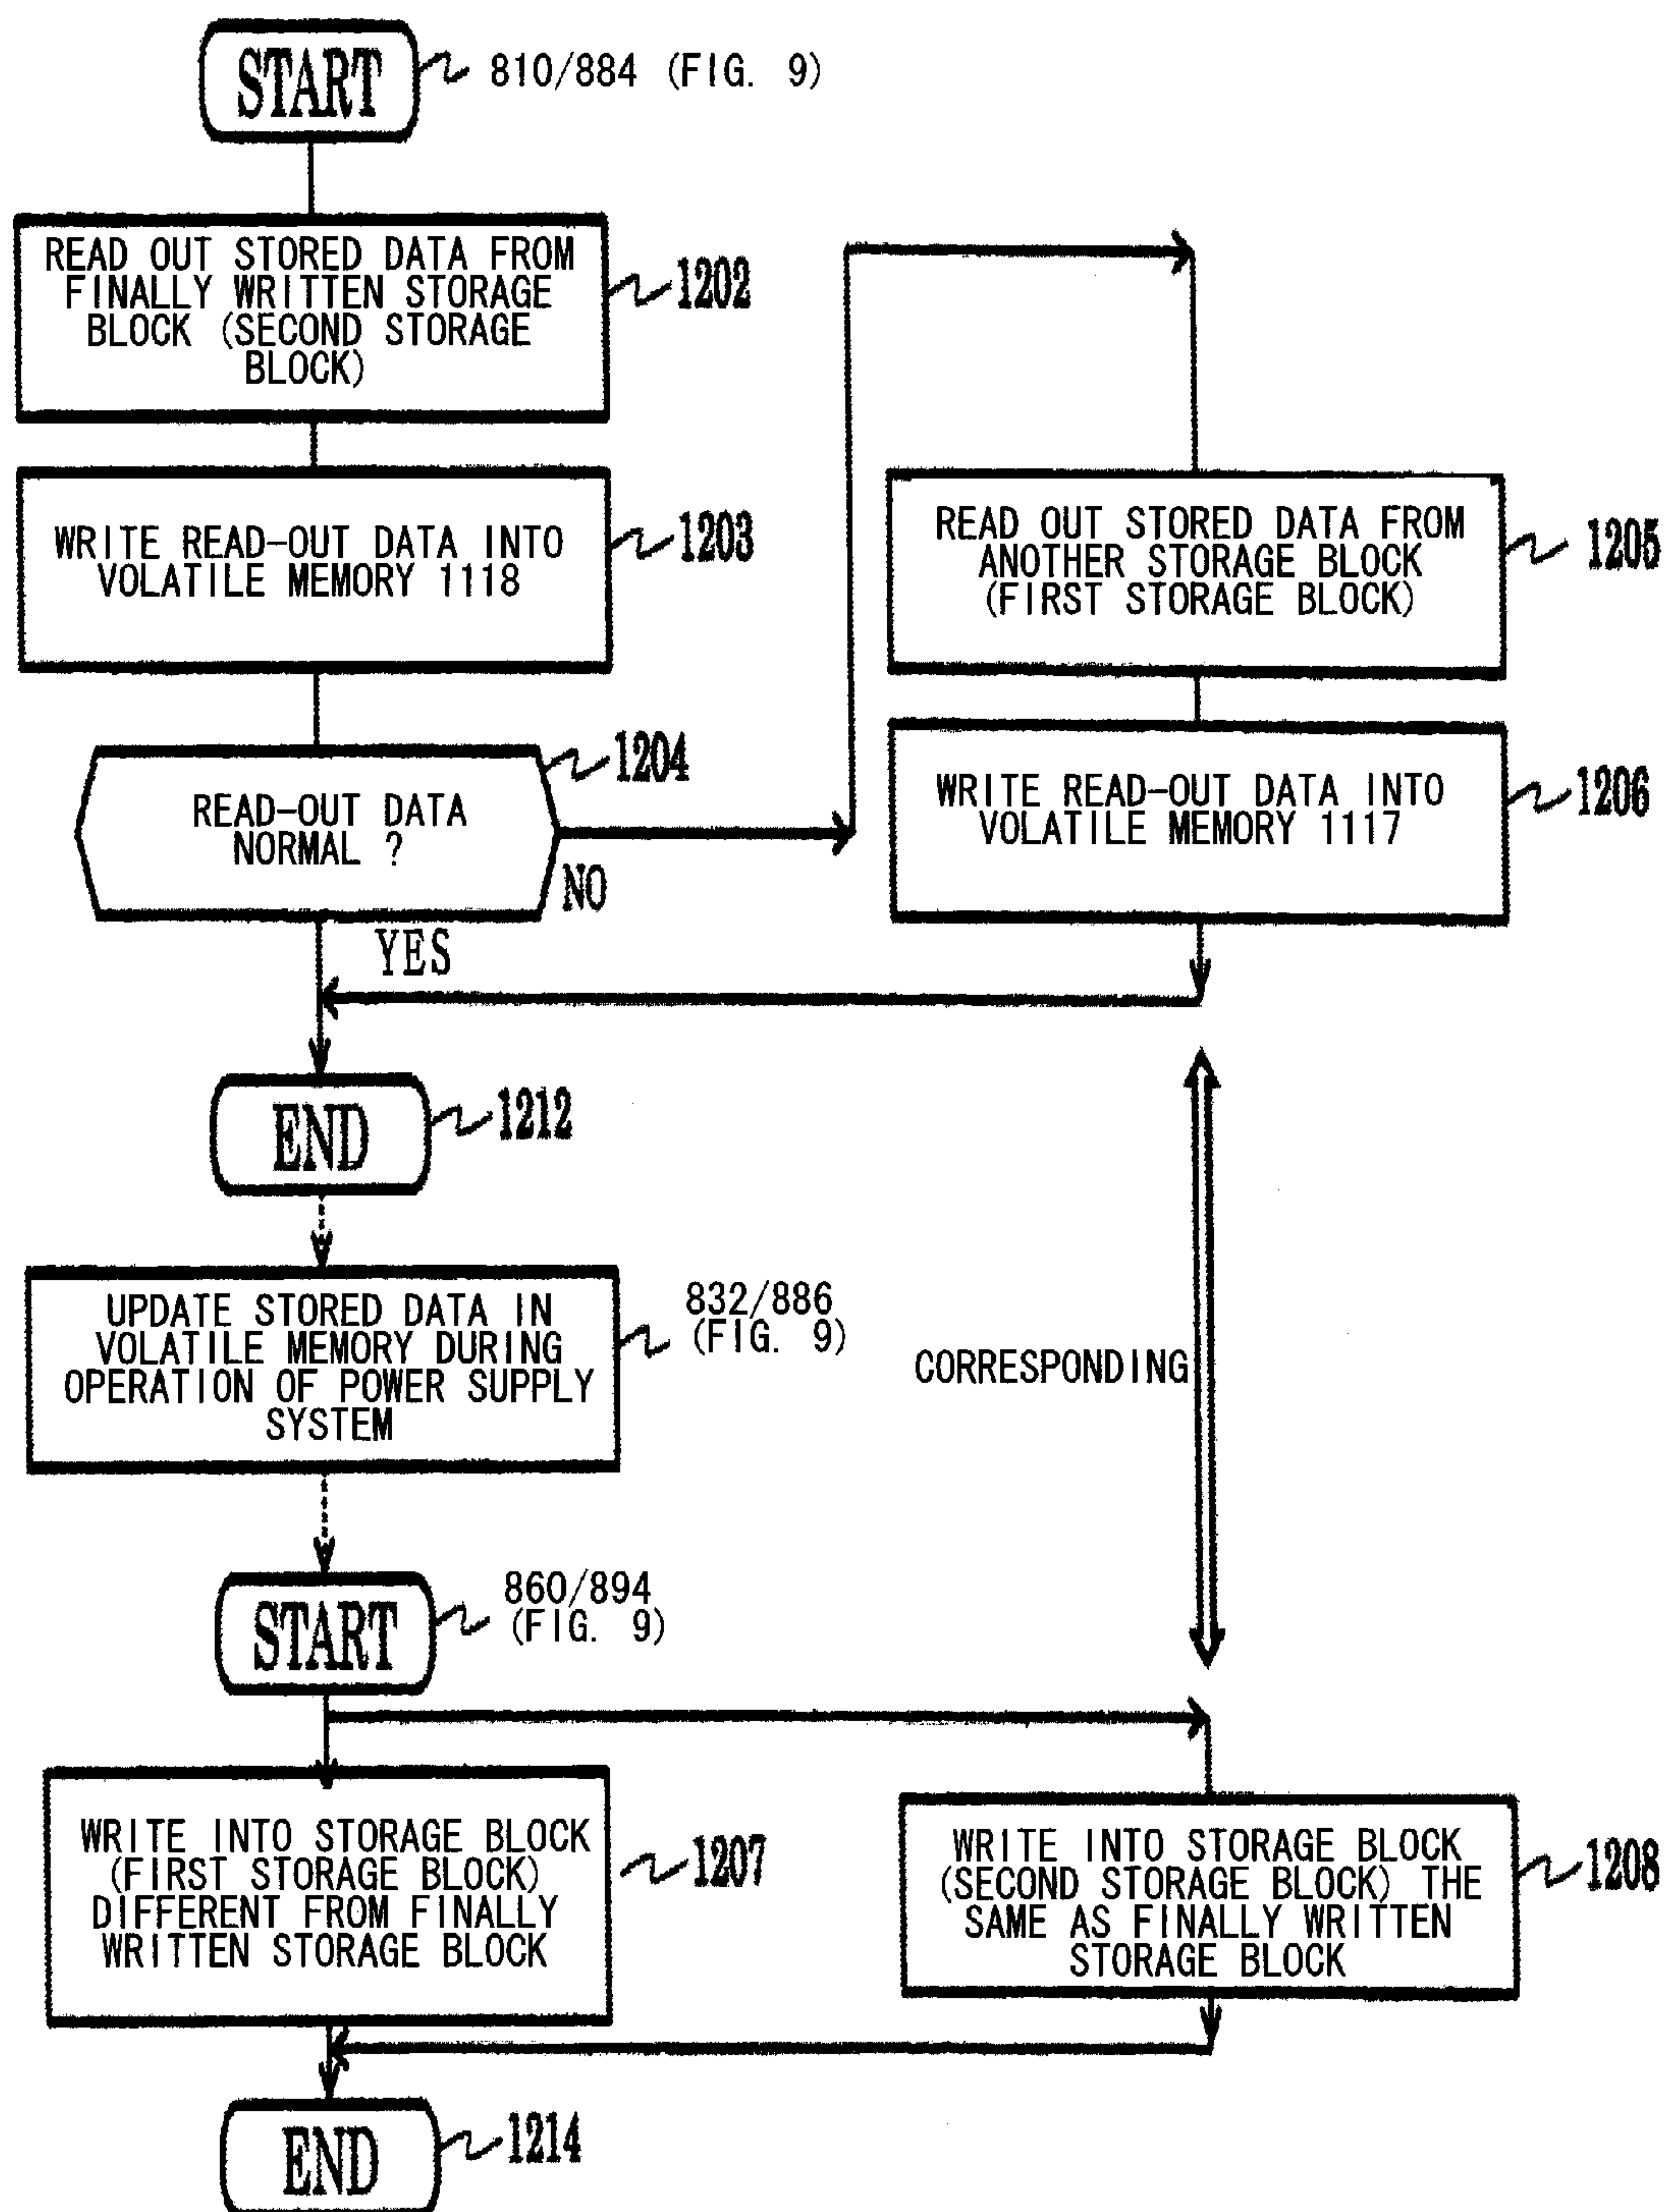 START
810/884 (FIG. 9)
READ OUT STORED DATA FROM
FINALLY WRITTEN STORAGE
BLOCK (SECOND STORAGE
BLOCK)
1202
WRITE READ-OUT DATA INTO
VOLATILE MEMORY 1118
1203
READ-OUT DATA
NORMAL ?
1204
NO
YES
READ OUT STORED DATA FROM
ANOTHER STORAGE BLOCK
(FIRST STORAGE BLOCK)
1205
WRITE READ-OUT DATA INTO
VOLATILE MEMORY 1117
1206
END
1212
UPDATE STORED DATA IN
VOLATILE MEMORY DURING
OPERATION OF POWER SUPPLY
SYSTEM
832/886
(FIG. 9)
CORRESPONDING
START
860/894
(FIG. 9)
WRITE INTO STORAGE BLOCK
(FIRST STORAGE BLOCK)
DIFFERENT FROM FINALLY
WRITTEN STORAGE BLOCK
1207
WRITE INTO STORAGE BLOCK
(SECOND STORAGE BLOCK) THE
SAME AS FINALLY WRITTEN
STORAGE BLOCK
1208
END
1214